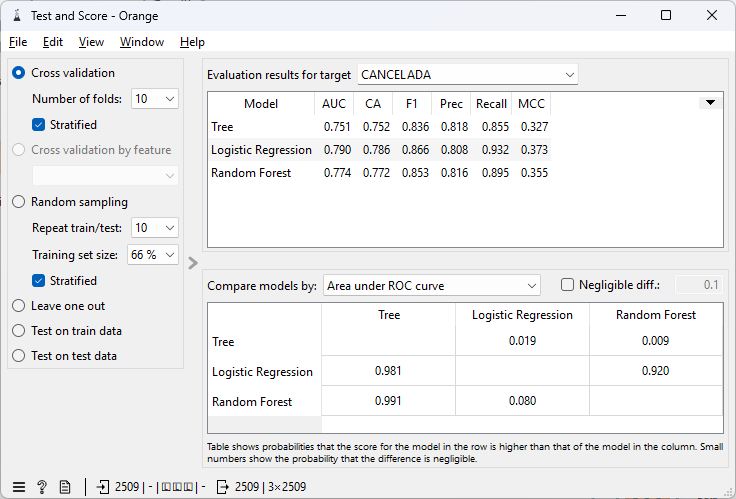 Test and Score - Orange
File Edit View Window Help
Cross validation
Number of folds: 10
Stratified
Cross validation by feature
Random sampling
Repeat train/test: 10
Training set size: 66 %
Stratified
Leave one out
Test on train data
Test on test data
Evaluation results for target CANCELADA
Model AUC CA F1 Prec Recall MCC
Tree 0.751 0.752 0.836 0.818 0.855 0.327
Logistic Regression 0.790 0.786 0.866 0.808 0.932 0.373
Random Forest 0.774 0.772 0.853 0.816 0.895 0.355
Compare models by: Area under ROC curve Negligible diff.: 0.1
Tree Logistic Regression Random Forest
Tree 0.019 0.009
Logistic Regression 0.981 0.920
Random Forest 0.991 0.080
Table shows probabilities that the score for the model in the row is higher than that of the model in the column. Small
numbers show the probability that the difference is negligible.
2509 | - | ▯▯▯▯ | - 2509 | 3×2509